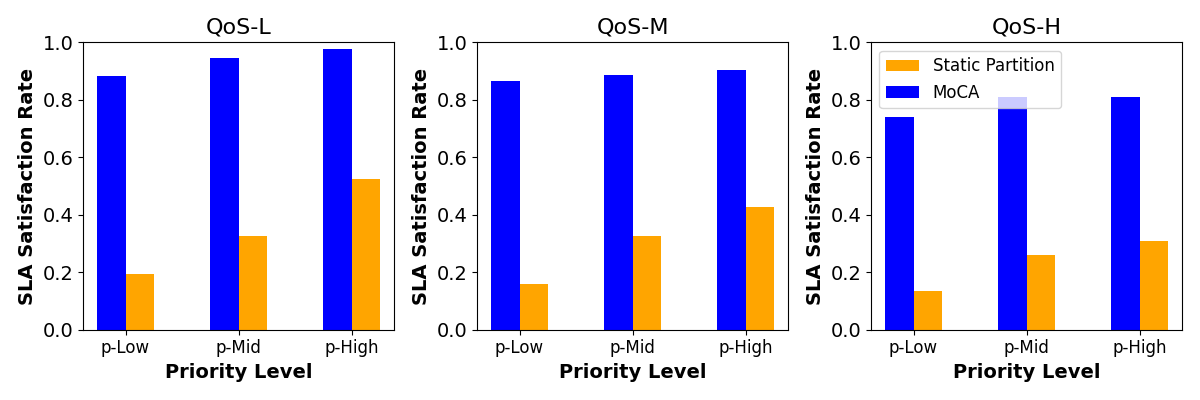 QoS-L
SLA Satisfaction Rate
1.0
0.8
0.6
0.4
0.2
0.0
p-Low p-Mid p-High
Priority Level
QoS-M
SLA Satisfaction Rate
1.0
0.8
0.6
0.4
0.2
0.0
p-Low p-Mid p-High
Priority Level
QoS-H
SLA Satisfaction Rate
1.0
0.8
0.6
0.4
0.2
0.0
Static Partition
MoCA
p-Low p-Mid p-High
Priority Level